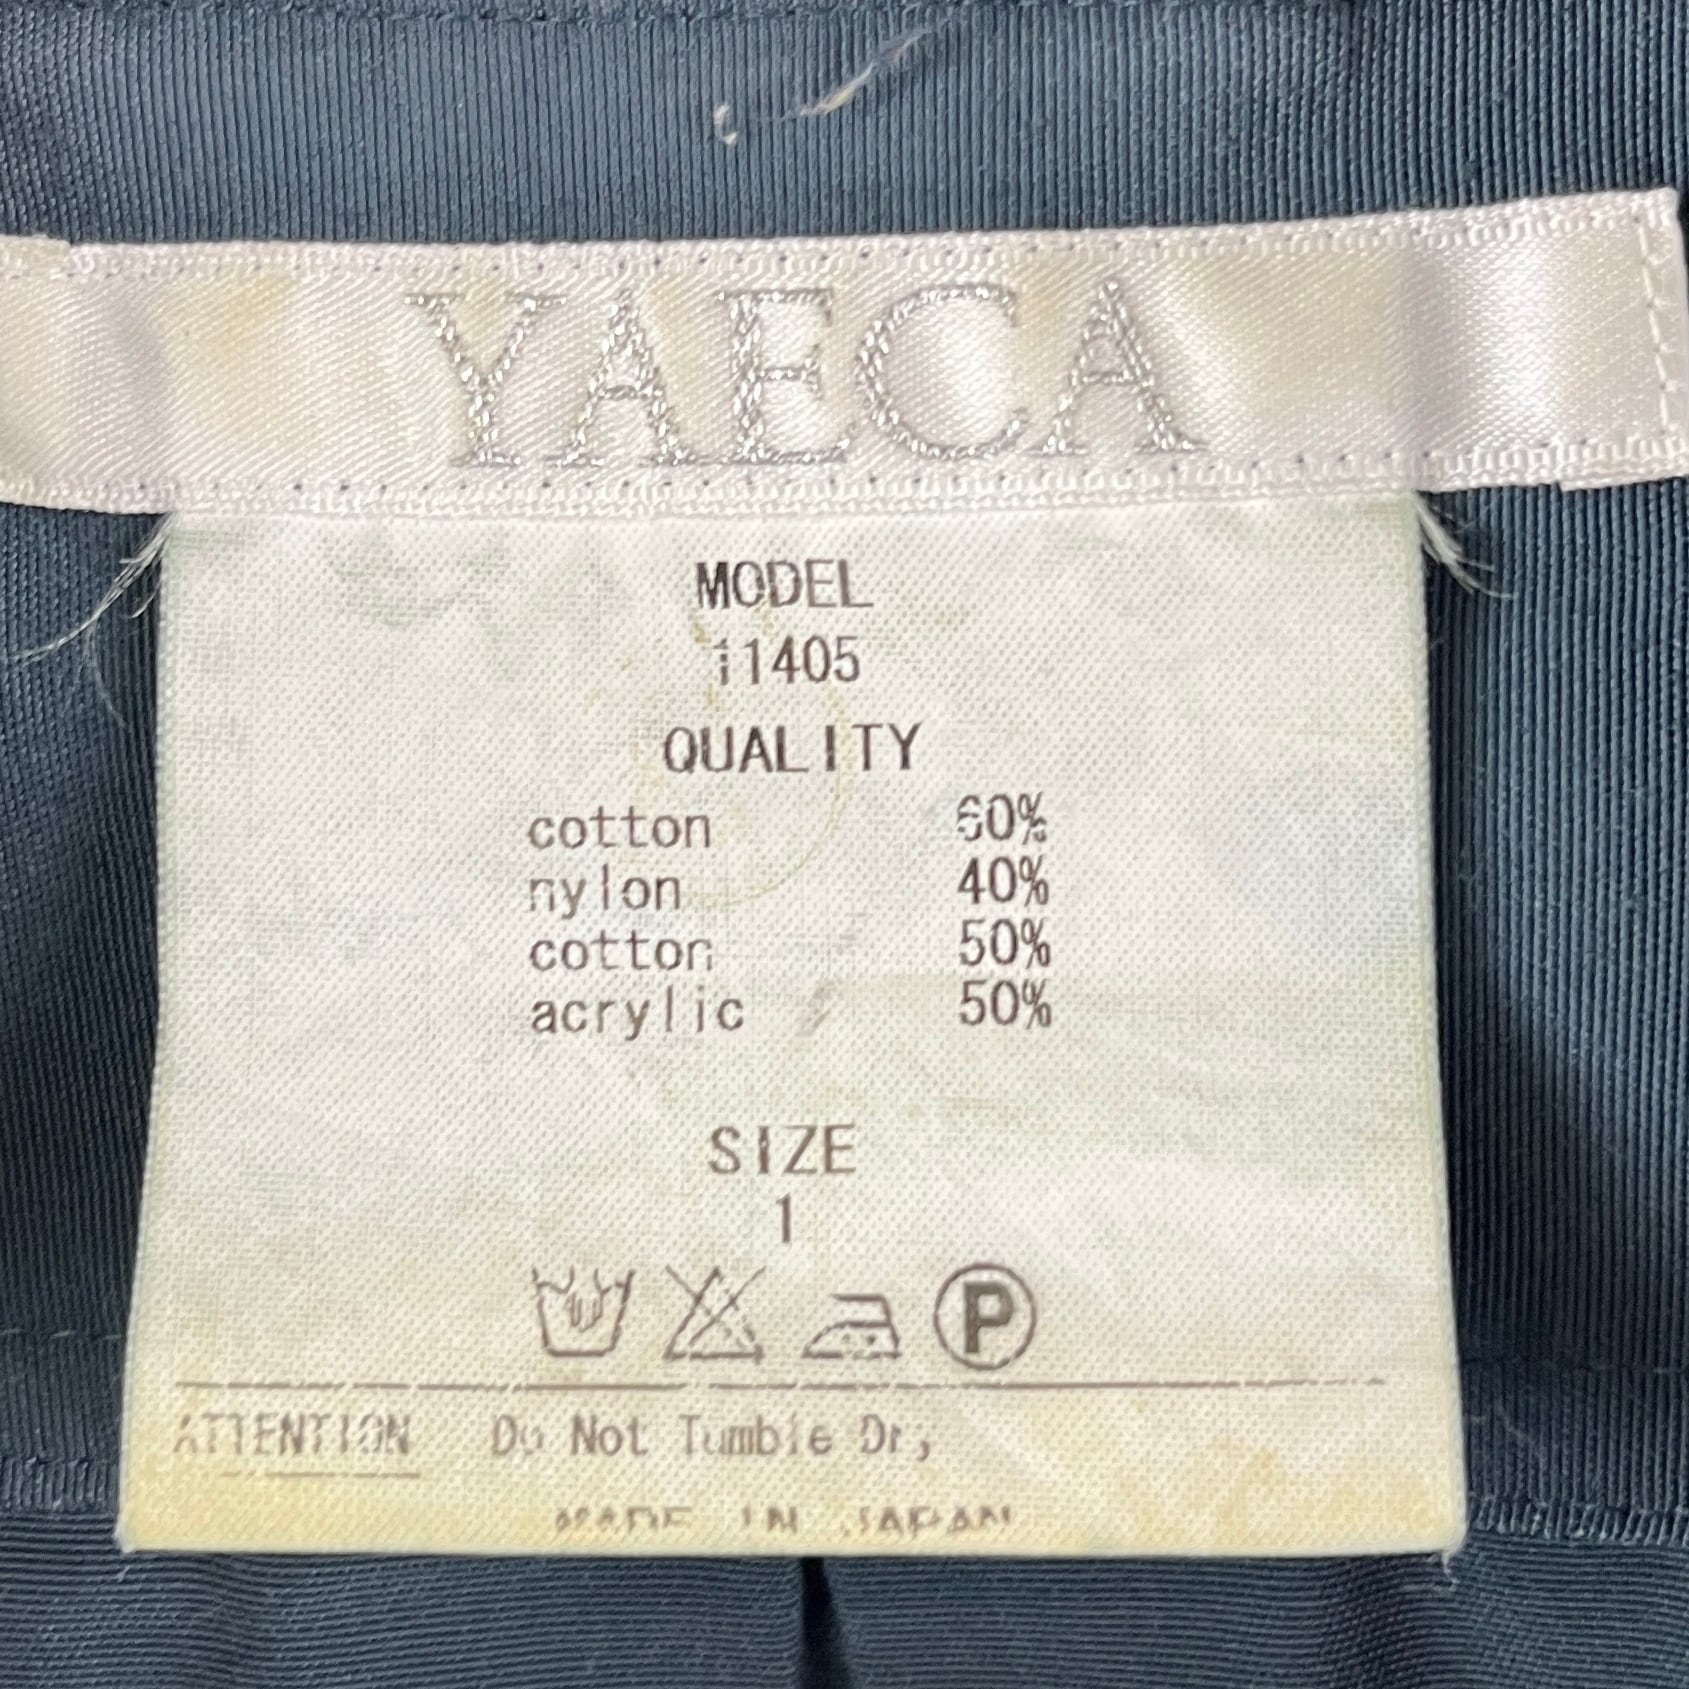 YAECA
MODEL
i1405
QUALITY
cotton 60%
nylon 40%
cotton 50%
acrylic 50%
SIZE
1
P
ATTENTION Do Not Tumble Dry
MADE IN JAPAN